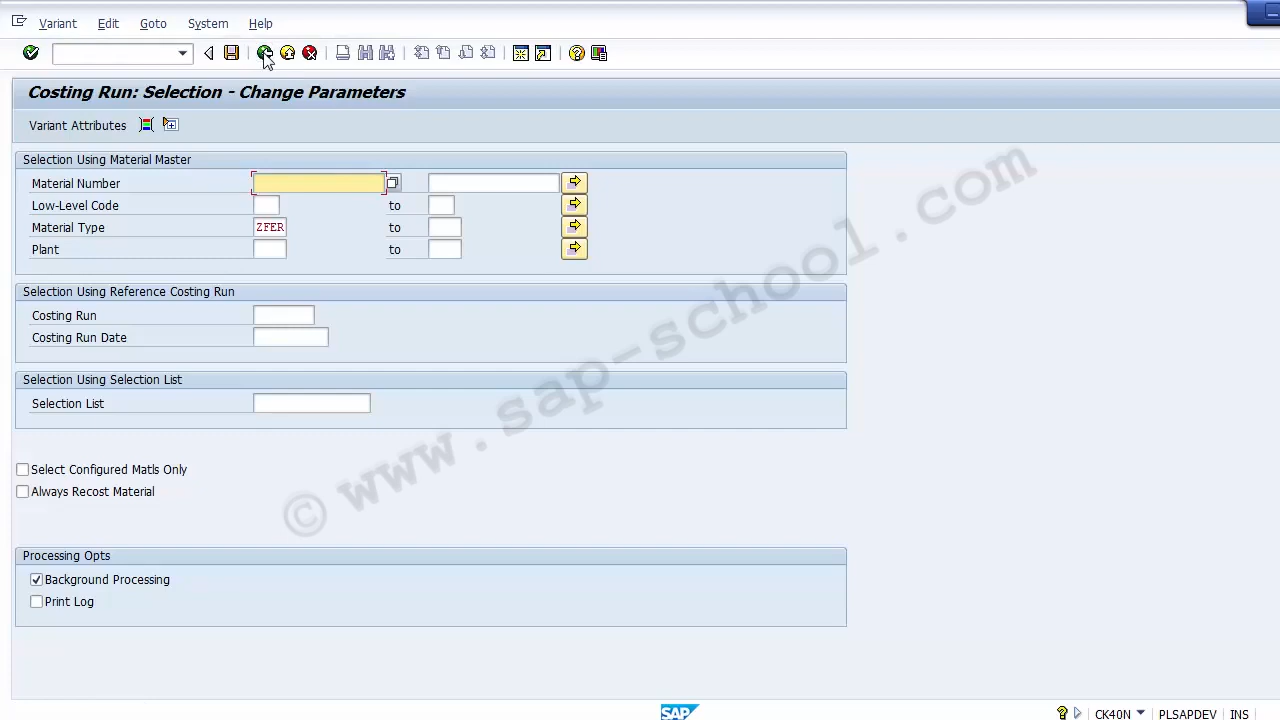 Variant Edit Goto System Help
Costing Run: Selection - Change Parameters
Variant Attributes
Selection Using Material Master
Material Number
Low-Level Code to
Material Type ZFER to
Plant to
Selection Using Reference Costing Run
Costing Run
Costing Run Date
Selection Using Selection List
Selection List
Select Configured Matls Only
Always Recost Material
Processing Opts
Background Processing
Print Log
© www.sap-school.com
SAP CK40N PLSAPDEV INS